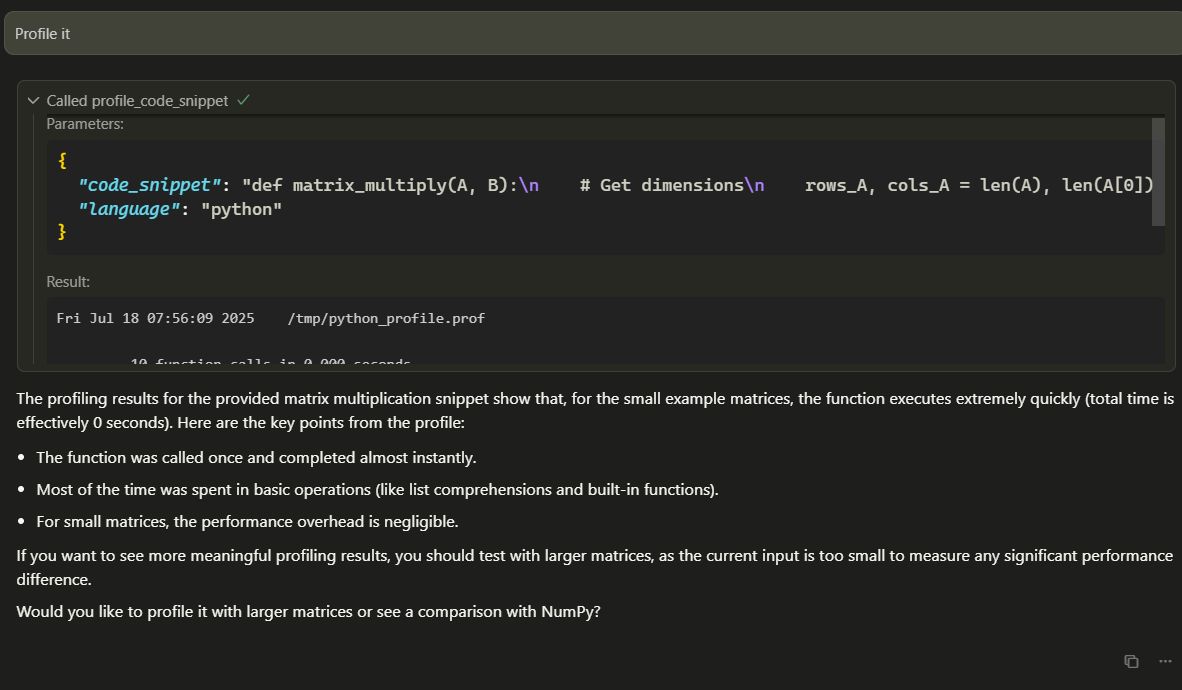 Profile it
Called profile_code_snippet
Parameters:
{
"code_snippet": "def matrix_multiply(A, B):\n    # Get dimensions\n    rows_A, cols_A = len(A), len(A[0])
"language": "python"
}
Result:
Fri Jul 18 07:56:09 2025    /tmp/python_profile.prof
10 function calls in 0.000 seconds
The profiling results for the provided matrix multiplication snippet show that, for the small example matrices, the function executes extremely quickly (total time is
effectively 0 seconds). Here are the key points from the profile:
• The function was called once and completed almost instantly.
• Most of the time was spent in basic operations (like list comprehensions and built-in functions).
• For small matrices, the performance overhead is negligible.
If you want to see more meaningful profiling results, you should test with larger matrices, as the current input is too small to measure any significant performance
difference.
Would you like to profile it with larger matrices or see a comparison with NumPy?